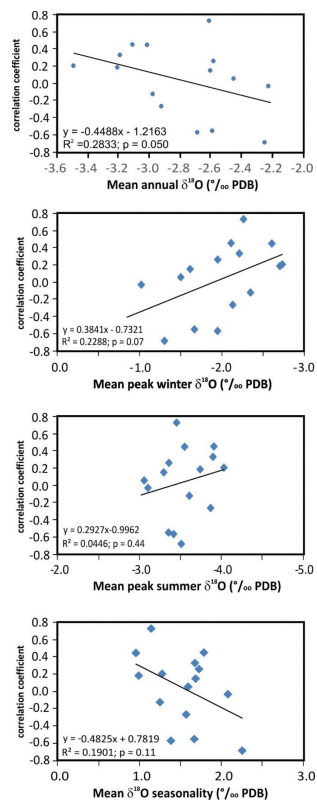 0.8
0.6
0.4
0.2
0.0
-0.2
-0.4
-0.6
-0.8
correlation coefficient
y = -0.4488x - 1.2163
R² =0.2833; p = 0.050
-3.6 -3.4 -3.2 -3.0 -2.8 -2.6 -2.4 -2.2 -2.0
Mean annual δ¹⁸O (°/₀₀ PDB)
0.8
0.6
0.4
0.2
0.0
-0.2
-0.4
-0.6
-0.8
correlation coefficient
y = 0.3841x - 0.7321
R² = 0.2288; p = 0.07
0.0 -1.0 -2.0 -3.0
Mean peak winter δ¹⁸O (°/₀₀ PDB)
0.8
0.6
0.4
0.2
0.0
-0.2
-0.4
-0.6
-0.8
correlation coefficient
y = 0.2927x-0.9962
R² = 0.0446; p = 0.44
-2.0 -3.0 -4.0 -5.0
Mean peak summer δ¹⁸O (°/₀₀ PDB)
0.8
0.6
0.4
0.2
0.0
-0.2
-0.4
-0.6
-0.8
correlation coefficient
y = -0.4825x + 0.7819
R² = 0.1901; p = 0.11
0.0 1.0 2.0 3.0
Mean δ¹⁸O seasonality (°/₀₀ PDB)